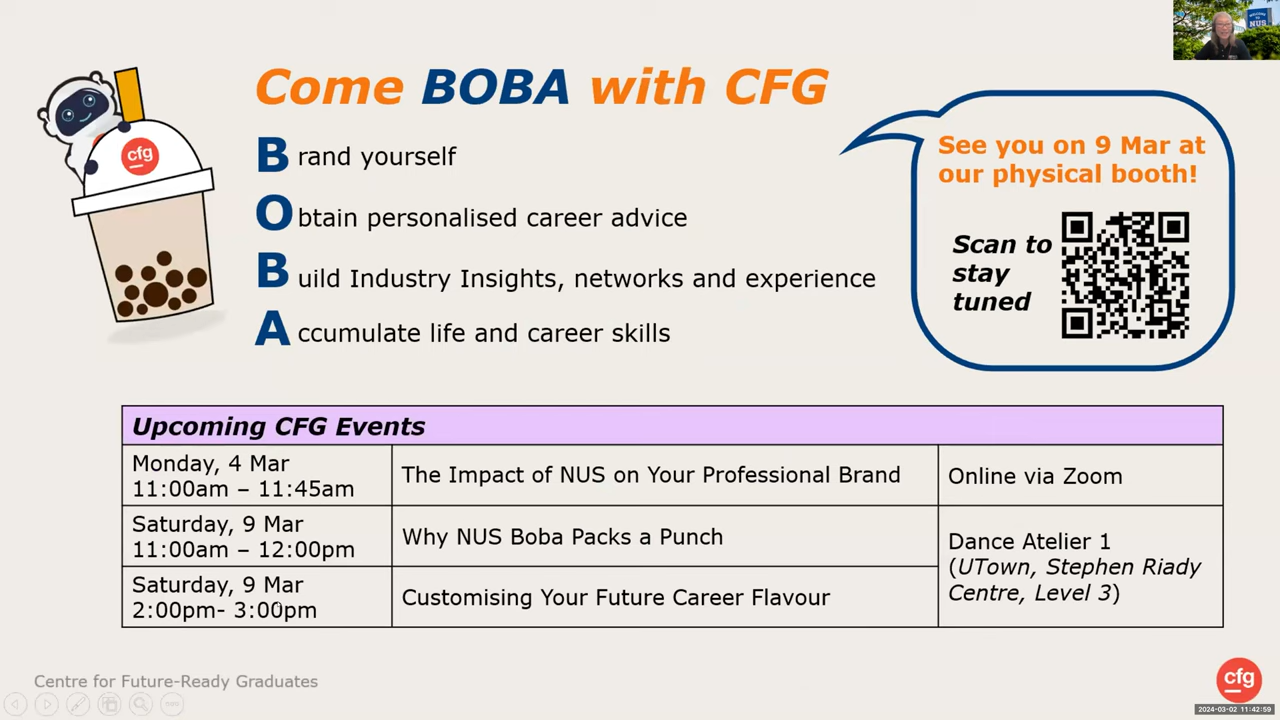 Come BOBA with CFG
cfg
B rand yourself
O btain personalised career advice
B uild Industry Insights, networks and experience
A ccumulate life and career skills
See you on 9 Mar at
our physical booth!
Scan to
stay
tuned
Upcoming CFG Events
Monday, 4 Mar
11:00am – 11:45am
The Impact of NUS on Your Professional Brand
Online via Zoom
Saturday, 9 Mar
11:00am – 12:00pm
Why NUS Boba Packs a Punch
Dance Atelier 1
(UTown, Stephen Riady
Centre, Level 3)
Saturday, 9 Mar
2:00pm- 3:00pm
Customising Your Future Career Flavour
Centre for Future-Ready Graduates
cfg
2024-03-02 11:42:59
NUS